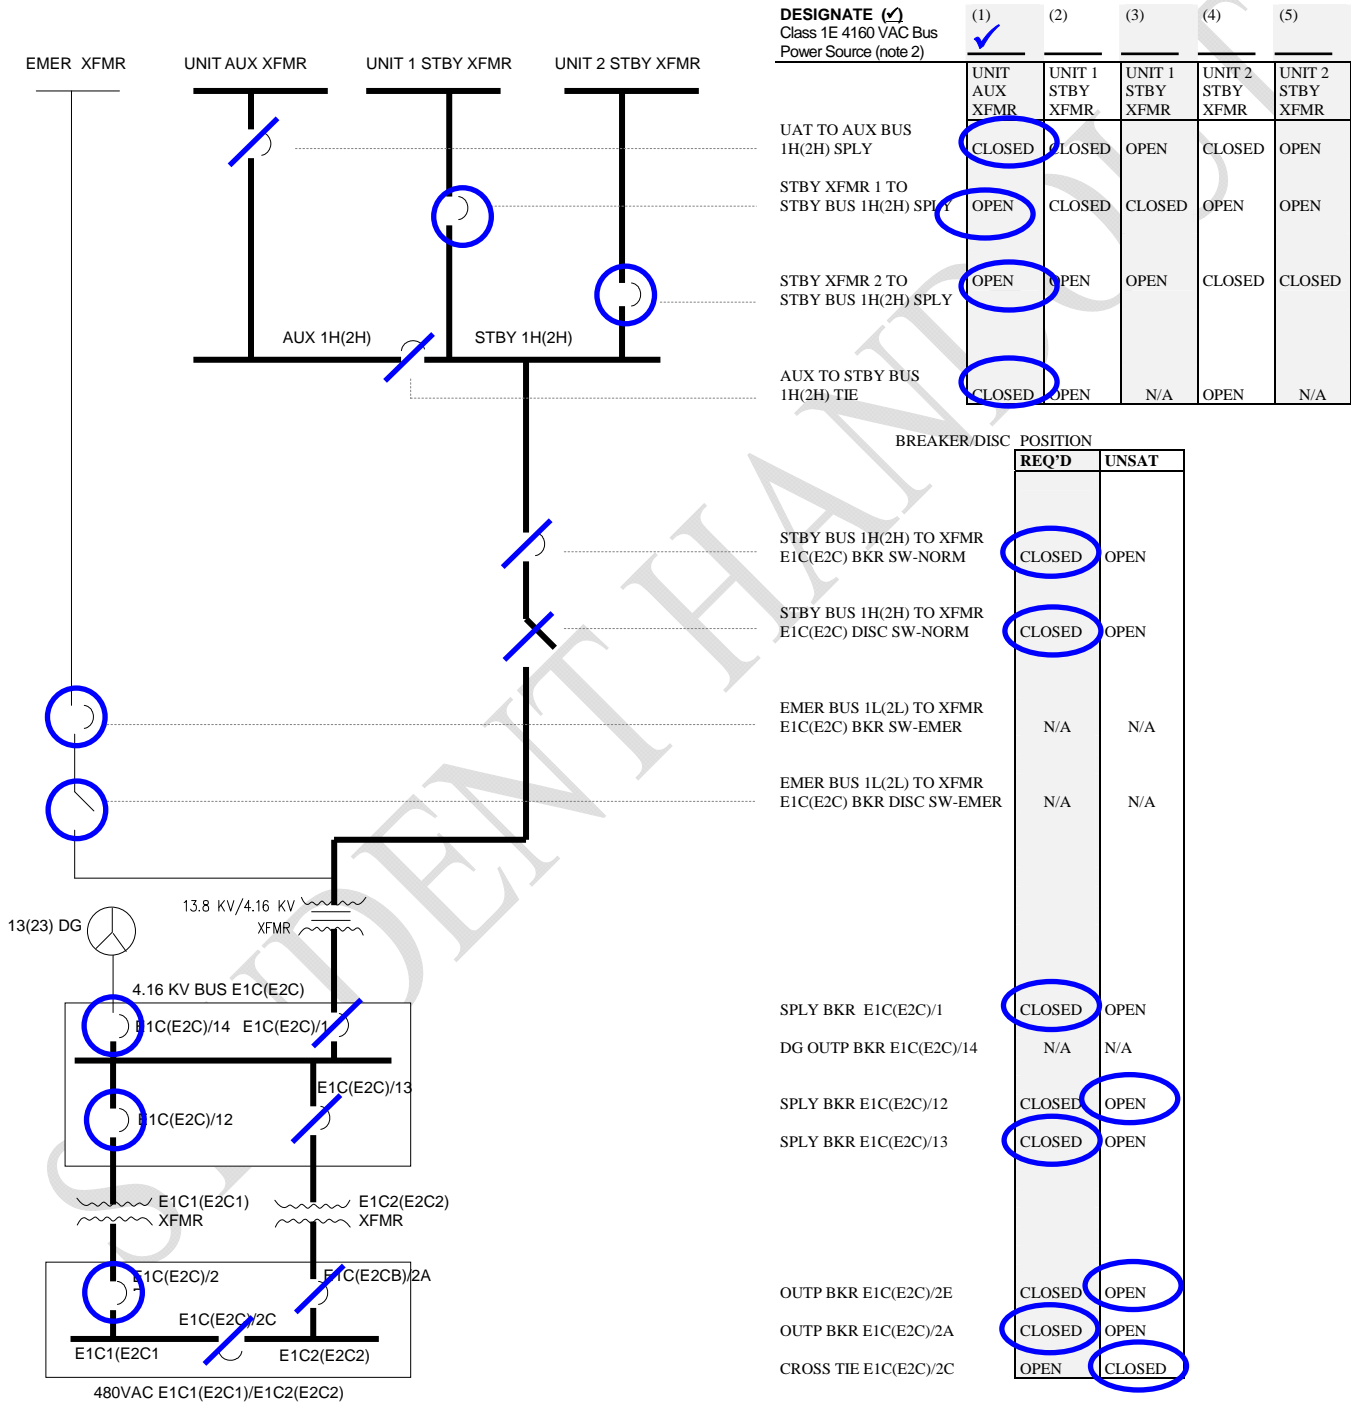 DESIGNATE (✓)
Class 1E 4160 VAC Bus
Power Source (note 2)
(1) (2) (3) (4) (5)
✓
UNIT AUX XFMR
UNIT 1 STBY XFMR
UNIT 1 STBY XFMR
UNIT 2 STBY XFMR
UNIT 2 STBY XFMR
EMER XFMR
UNIT AUX XFMR
UNIT 1 STBY XFMR
UNIT 2 STBY XFMR
UAT TO AUX BUS
1H(2H) SPLY CLOSED CLOSED OPEN CLOSED OPEN
STBY XFMR 1 TO
STBY BUS 1H(2H) SPLY OPEN CLOSED CLOSED OPEN OPEN
STBY XFMR 2 TO OPEN OPEN OPEN CLOSED CLOSED
STBY BUS 1H(2H) SPLY
AUX 1H(2H) STBY 1H(2H)
AUX TO STBY BUS
1H(2H) TIE CLOSED OPEN N/A OPEN N/A
BREAKER/DISC POSITION
REQ'D UNSAT
STBY BUS 1H(2H) TO XFMR
E1C(E2C) BKR SW-NORM CLOSED OPEN
STBY BUS 1H(2H) TO XFMR
E1C(E2C) DISC SW-NORM CLOSED OPEN
EMER BUS 1L(2L) TO XFMR
E1C(E2C) BKR SW-EMER N/A N/A
EMER BUS 1L(2L) TO XFMR
E1C(E2C) BKR DISC SW-EMER N/A N/A
13.8 KV/4.16 KV
XFMR
13(23) DG
4.16 KV BUS E1C(E2C)
E1C(E2C)/14 E1C(E2C)/1
SPLY BKR E1C(E2C)/1 CLOSED OPEN
DG OUTP BKR E1C(E2C)/14 N/A N/A
E1C(E2C)/13
E1C(E2C)/12
SPLY BKR E1C(E2C)/12 CLOSED OPEN
SPLY BKR E1C(E2C)/13 CLOSED OPEN
E1C1(E2C1)
XFMR
E1C2(E2C2)
XFMR
E1C(E2C)/2
E1C(E2CB)/2A
OUTP BKR E1C(E2C)/2E CLOSED OPEN
E1C(E2C)/2C
OUTP BKR E1C(E2C)/2A CLOSED OPEN
E1C1(E2C1 E1C2(E2C2)
CROSS TIE E1C(E2C)/2C OPEN CLOSED
480VAC E1C1(E2C1)/E1C2(E2C2)
STUDENT HANDOUT